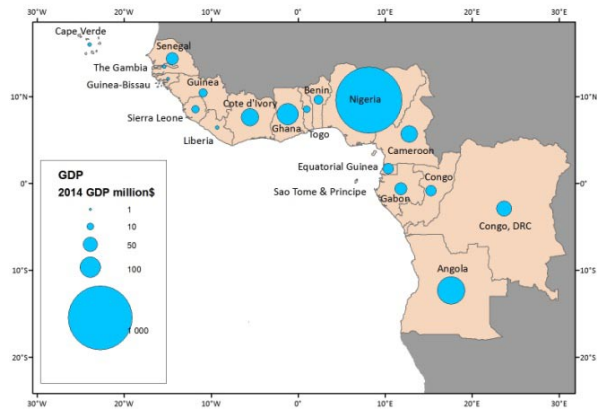 30°W 20°W 10°W 0° 10°E 20°E 30°E
Cape Verde
Senegal
The Gambia
Guinea-Bissau
Guinea
Sierra Leone
Liberia
Cote d'Ivory
Ghana
Togo
Benin
Nigeria
Cameroon
Equatorial Guinea
Sao Tome & Principe
Gabon
Congo
Congo, DRC
Angola
10°N
0°
10°S
20°S
10°N
0°
10°S
20°S
GDP
2014 GDP million$
1
10
50
100
1 000
30°W 20°W 10°W 0° 10°E 20°E 30°E